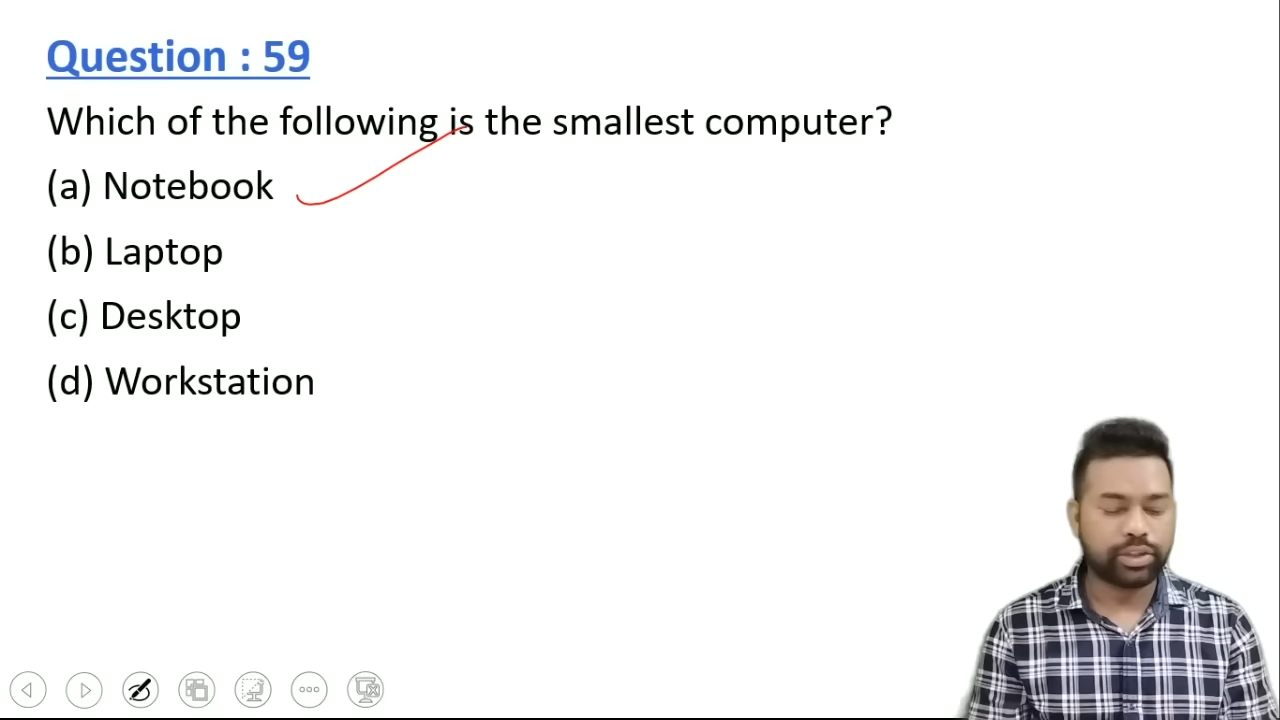 Question : 59
Which of the following is the smallest computer?
(a) Notebook
(b) Laptop
(c) Desktop
(d) Workstation